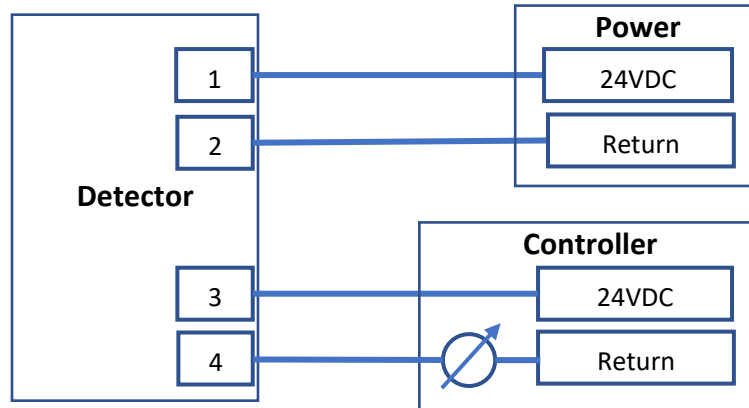 Power
1
24VDC
2
Return
Detector
Controller
3
24VDC
4
Return